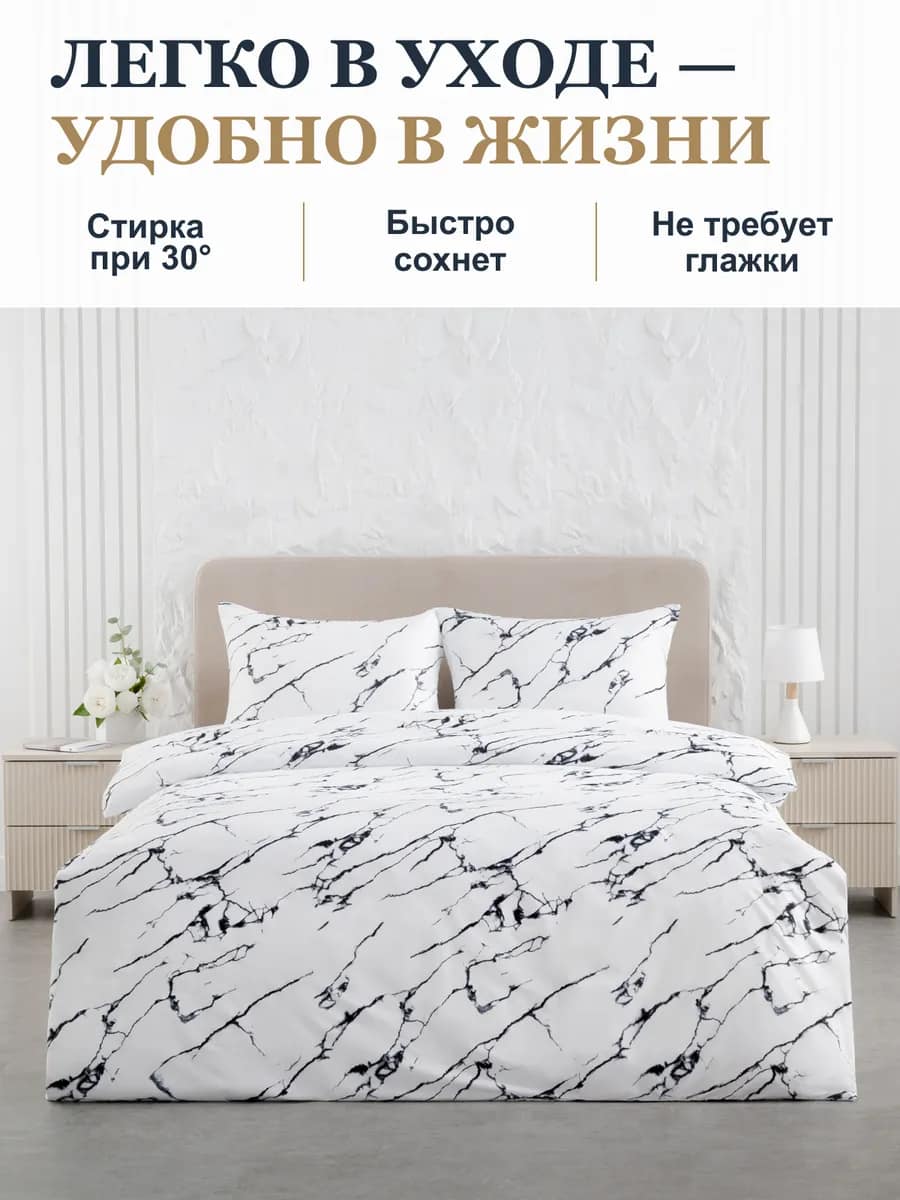 ЛЕГКО В УХОДЕ —
УДОБНО В ЖИЗНИ
Стирка
при 30°
Быстро
сохнет
Не требует
глажки